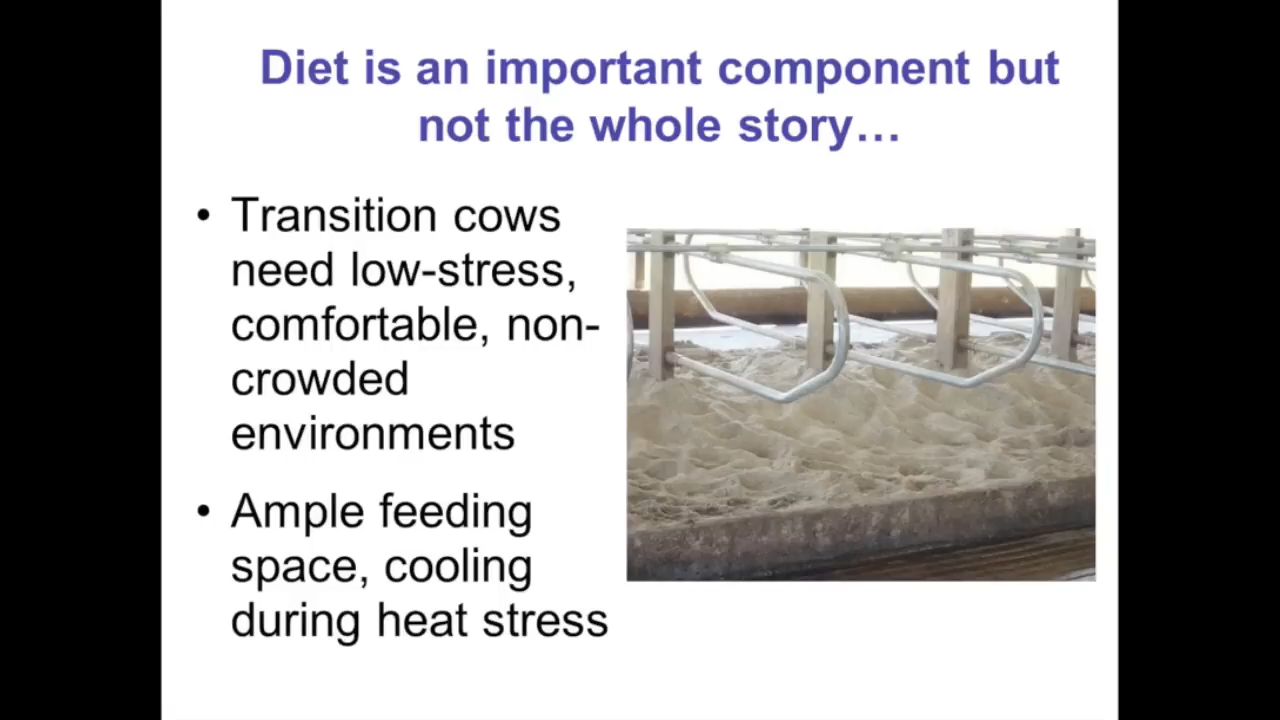 Diet is an important component but
not the whole story…
• Transition cows
need low-stress,
comfortable, non-
crowded
environments
• Ample feeding
space, cooling
during heat stress